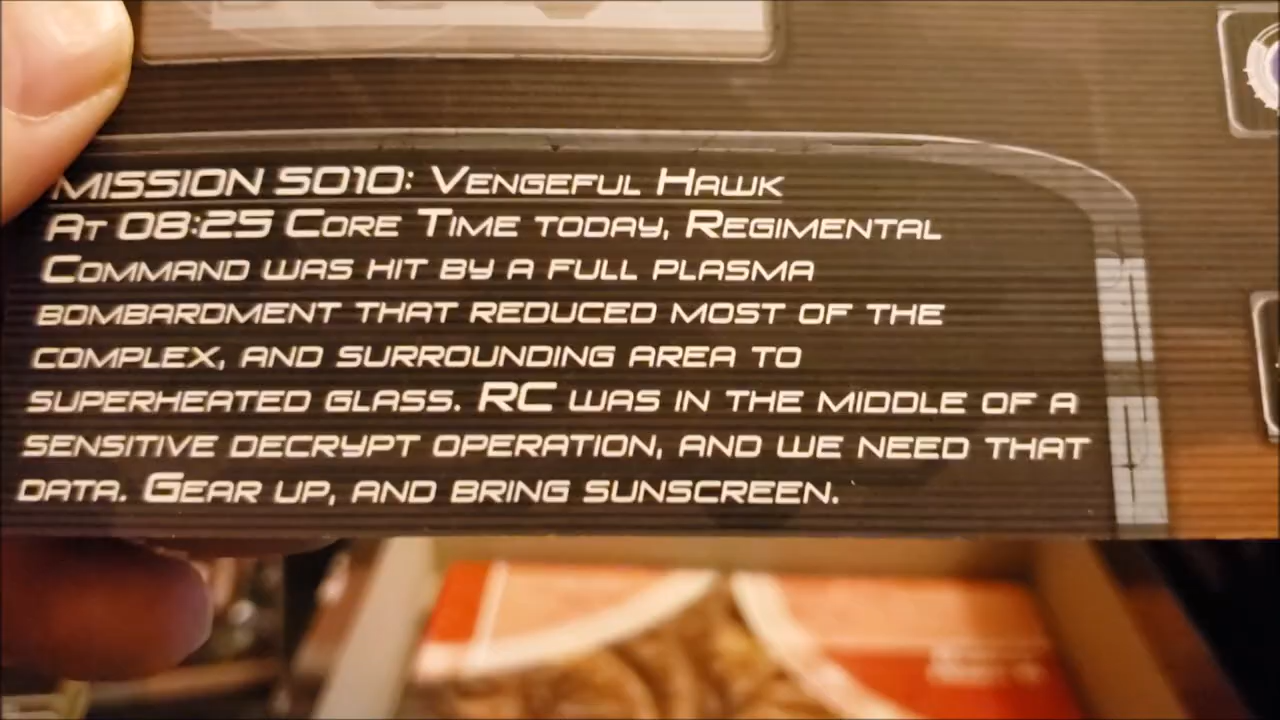 MISSION S010: VENGEFUL HAWK
AT 08:25 CORE TIME TODAY, REGIMENTAL
COMMAND WAS HIT BY A FULL PLASMA
BOMBARDMENT THAT REDUCED MOST OF THE
COMPLEX, AND SURROUNDING AREA TO
SUPERHEATED GLASS. RC WAS IN THE MIDDLE OF A
SENSITIVE DECRYPT OPERATION, AND WE NEED THAT
DATA. GEAR UP, AND BRING SUNSCREEN.